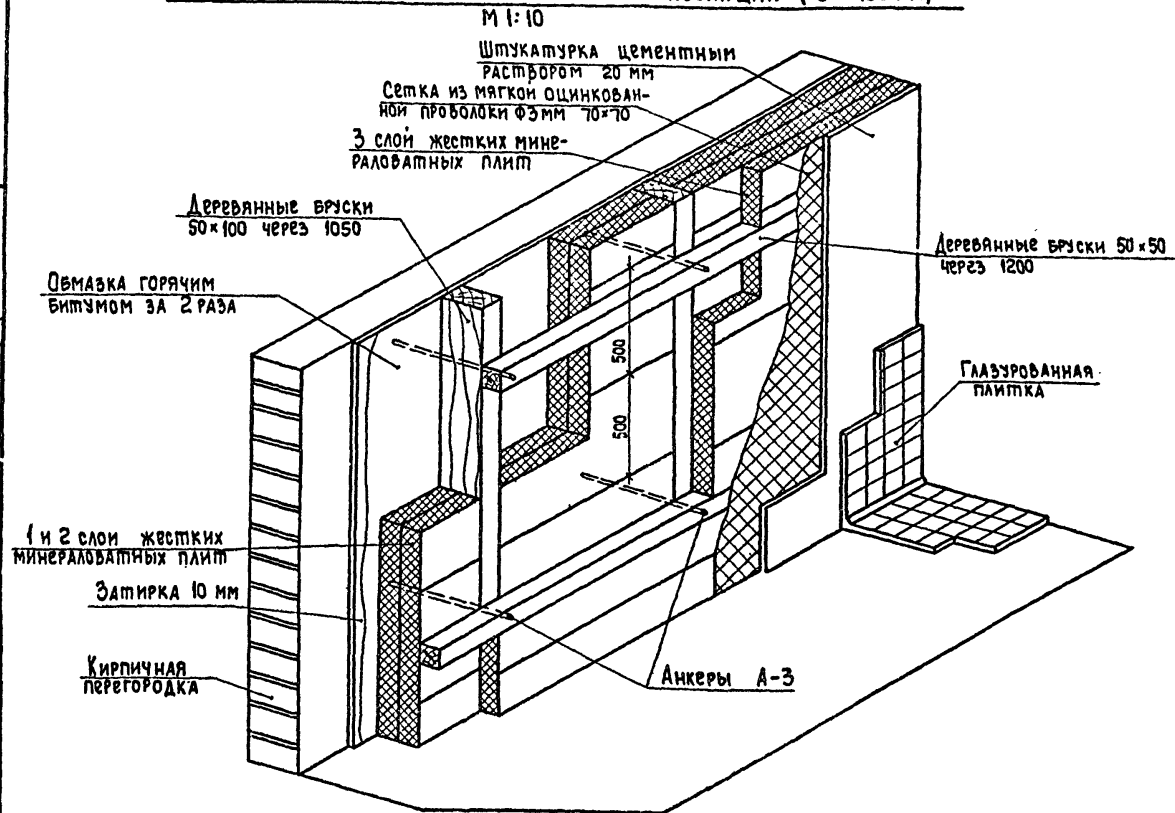 М 1:10
Штукатурка цементным
раствором 20 мм
Сетка из мягкой оцинкован-
ной проволоки Ф3мм 70×70
3 слой жестких мине-
раловатных плит
Деревянные бруски
50×100 через 1050
Деревянные бруски 50×50
через 1200
Обмазка горячим
битумом за 2 раза
500
500
Глазурованная
плитка
1 и 2 слои жестких
минераловатных плит
Затирка 10 мм
Кирпичная
перегородка
Анкеры А-3